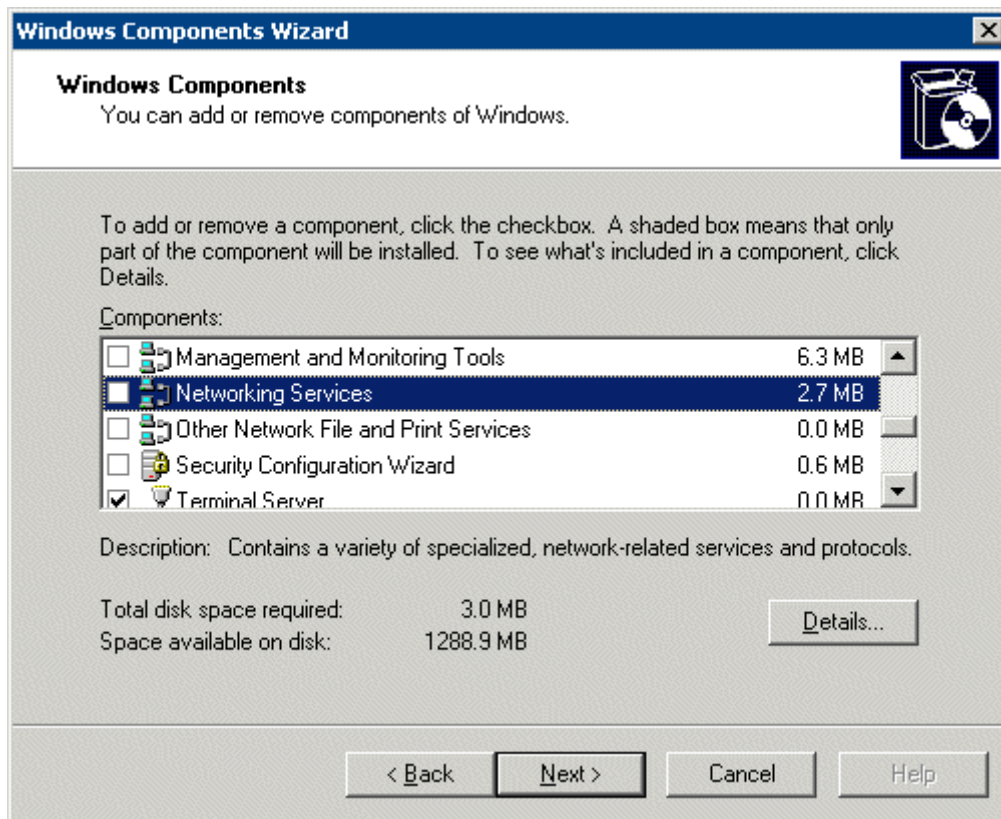 Windows Components Wizard
Windows Components
You can add or remove components of Windows.
To add or remove a component, click the checkbox. A shaded box means that only
part of the component will be installed. To see what's included in a component, click
Details.
Components:
Management and Monitoring Tools 6.3 MB
Networking Services 2.7 MB
Other Network File and Print Services 0.0 MB
Security Configuration Wizard 0.6 MB
Terminal Server 0.0 MB
Description: Contains a variety of specialized, network-related services and protocols.
Total disk space required: 3.0 MB
Space available on disk: 1288.9 MB
Details...
< Back Next > Cancel Help